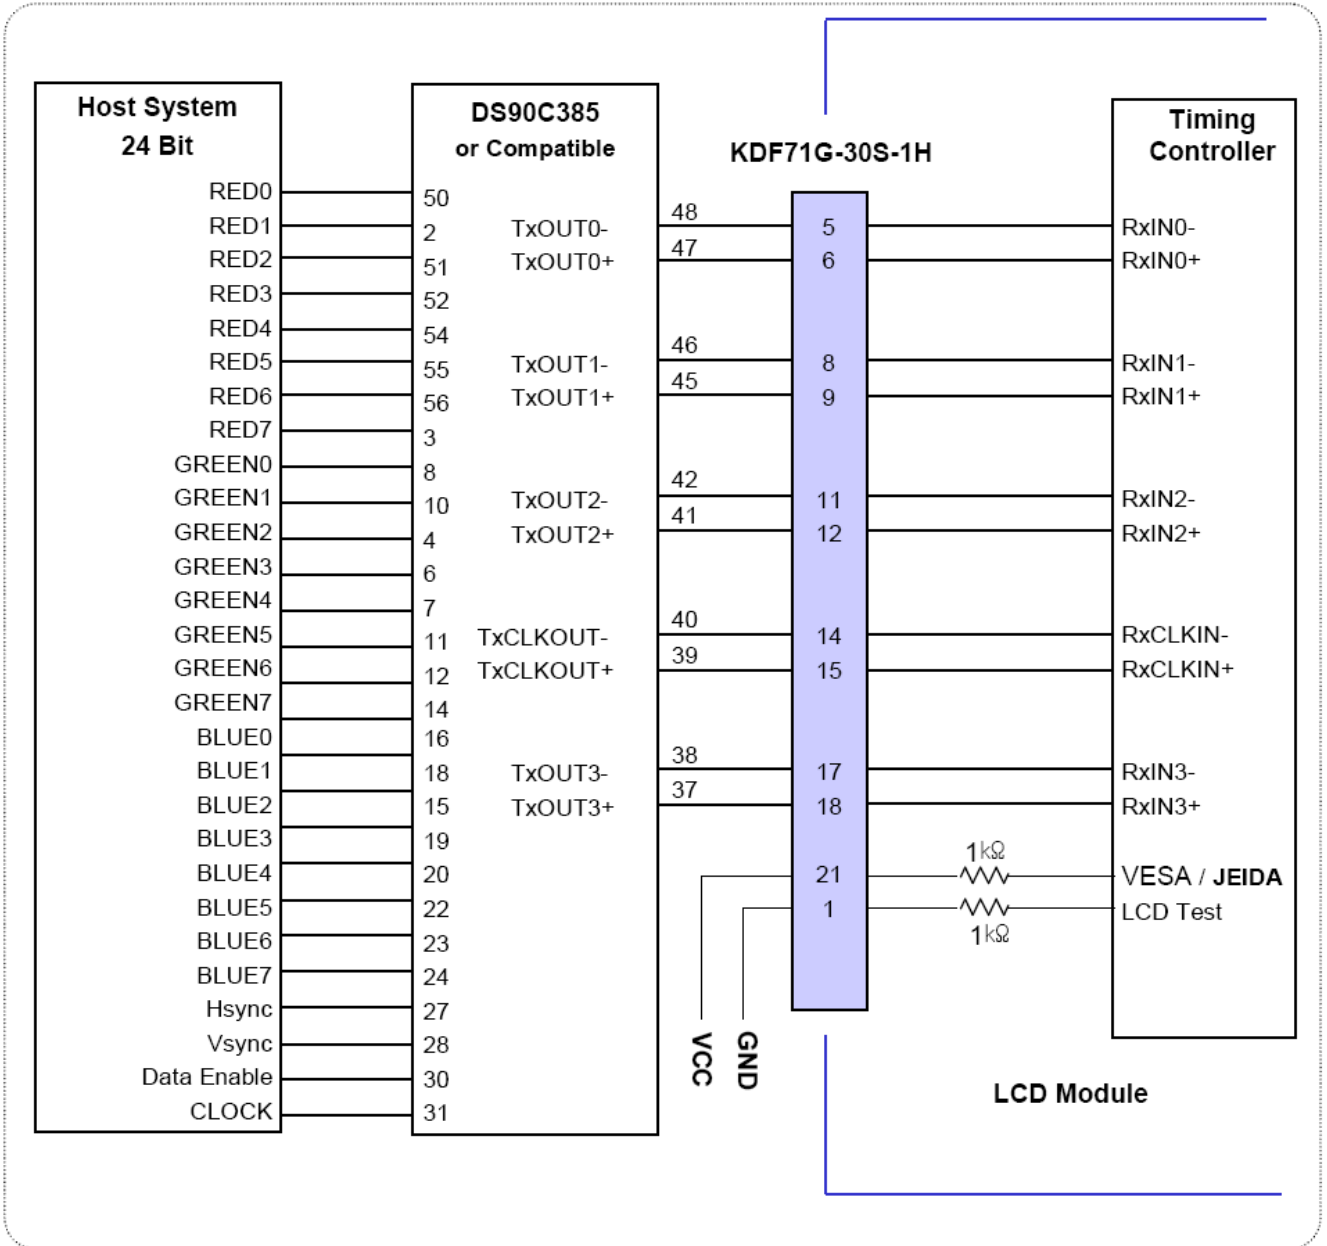 Host System
24 Bit
RED0
RED1
RED2
RED3
RED4
RED5
RED6
RED7
GREEN0
GREEN1
GREEN2
GREEN3
GREEN4
GREEN5
GREEN6
GREEN7
BLUE0
BLUE1
BLUE2
BLUE3
BLUE4
BLUE5
BLUE6
BLUE7
Hsync
Vsync
Data Enable
CLOCK
DS90C385
or Compatible
50
2
51
52
54
55
56
3
8
10
4
6
7
11
12
14
16
18
15
19
20
22
23
24
27
28
30
31
TxOUT0-
TxOUT0+
TxOUT1-
TxOUT1+
TxOUT2-
TxOUT2+
TxCLKOUT-
TxCLKOUT+
TxOUT3-
TxOUT3+
48
47
46
45
42
41
40
39
38
37
VCC
GND
KDF71G-30S-1H
5
6
8
9
11
12
14
15
17
18
21
1
1kΩ
1kΩ
Timing
Controller
RxIN0-
RxIN0+
RxIN1-
RxIN1+
RxIN2-
RxIN2+
RxCLKIN-
RxCLKIN+
RxIN3-
RxIN3+
VESA / JEIDA
LCD Test
LCD Module